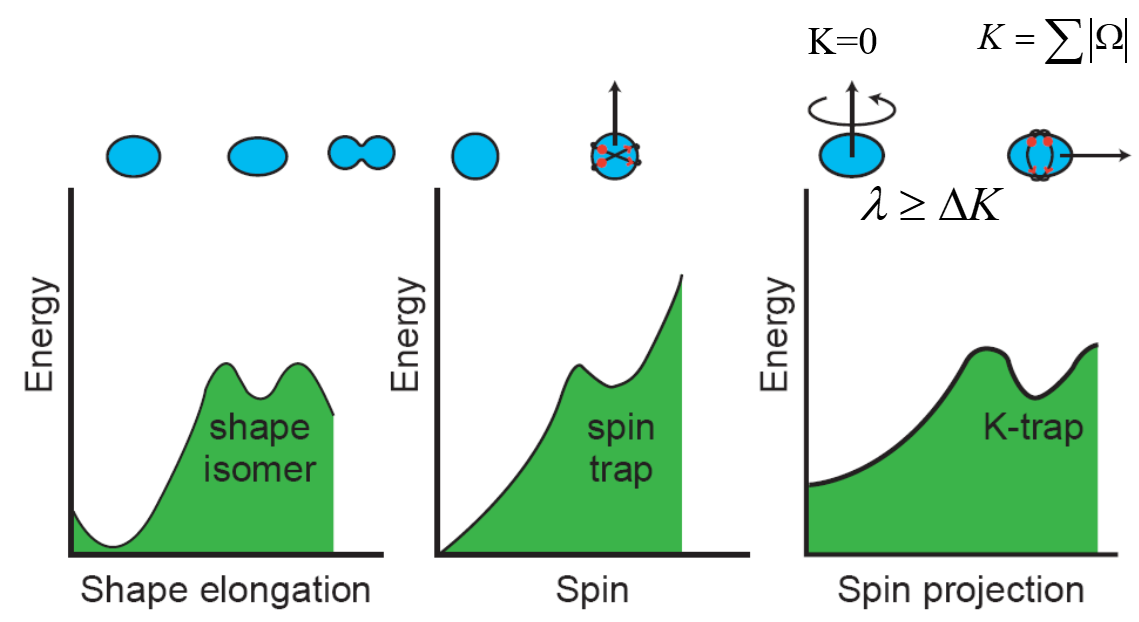 K=0
K = ∑|Ω|
λ ≥ ΔK
Energy
shape
isomer
Shape elongation
Energy
spin
trap
Spin
Energy
K-trap
Spin projection